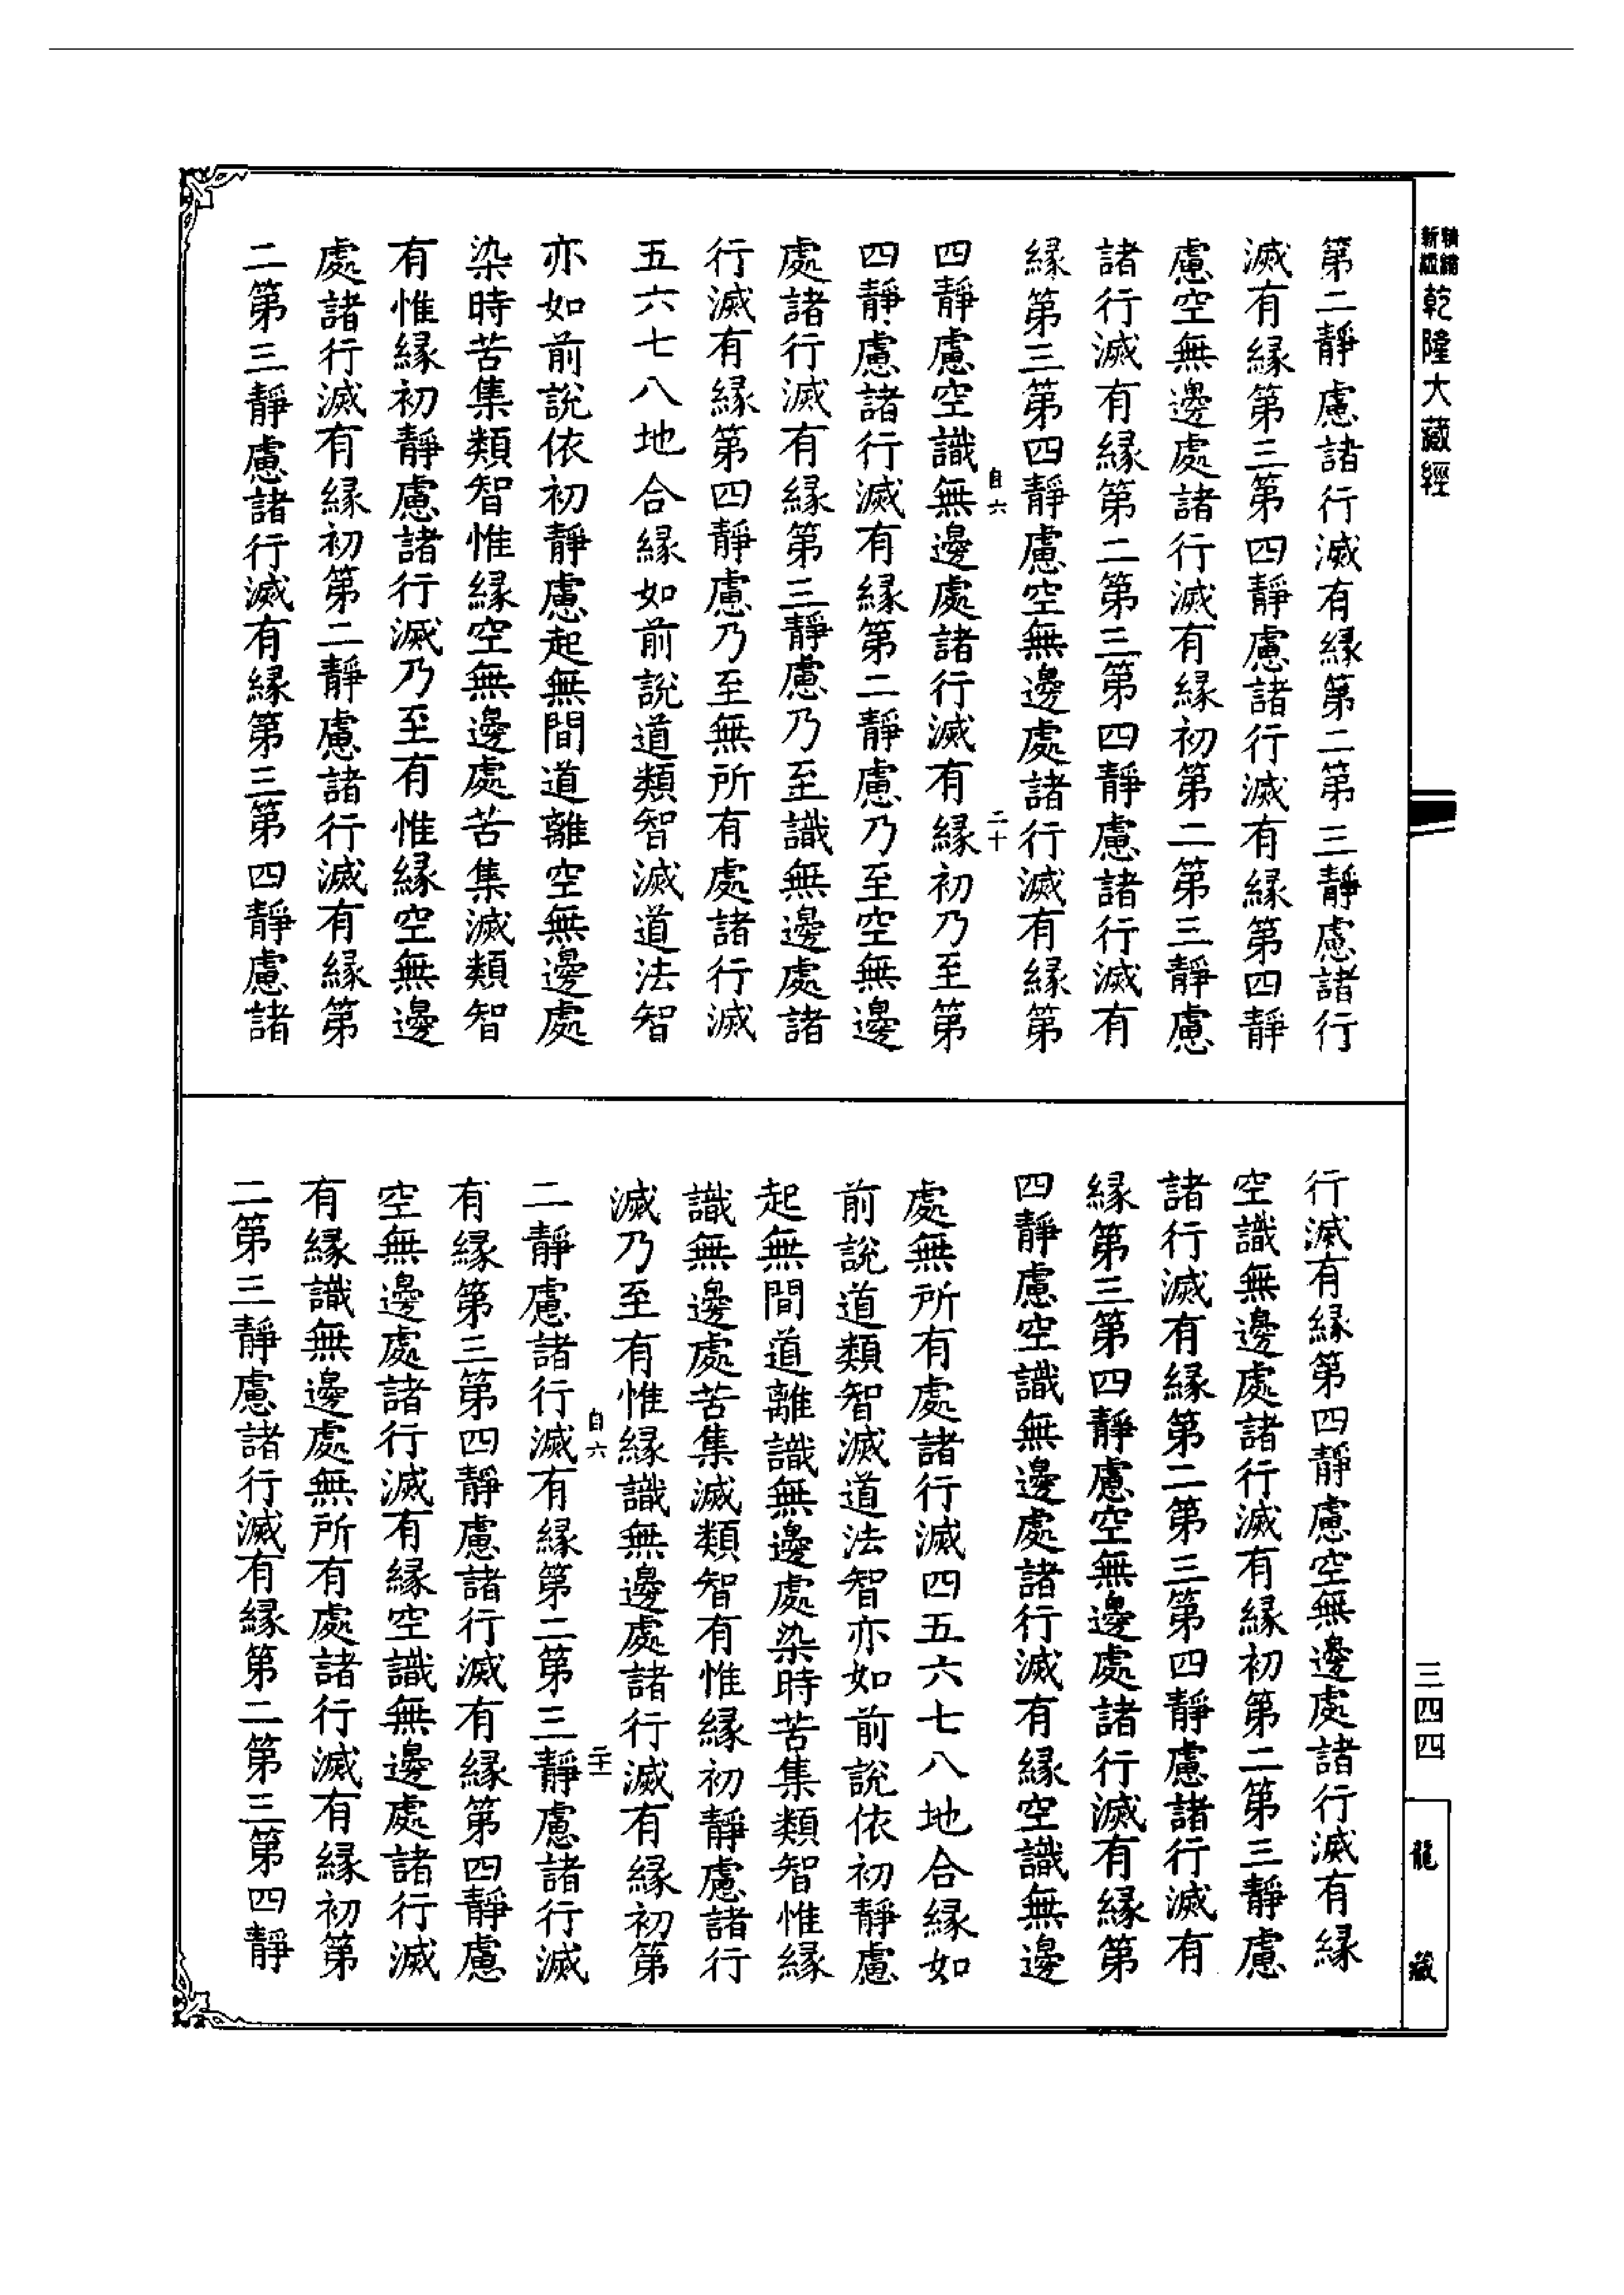 乾隆大藏經
第二靜慮諸行滅有緣第二第三靜慮諸行
滅有緣第三第四靜慮諸行滅有緣第四靜
慮空無邊處諸行滅有緣初第二第三靜慮
諸行滅有緣第二第三第四靜慮諸行滅有
緣第三第四靜慮空無邊處諸行滅有緣第
自六 二十
四靜慮空識無邊處諸行滅有緣初乃至第
四靜慮諸行滅有緣第二靜慮乃至空無邊
處諸行滅有緣第三靜慮乃至識無邊處諸
行滅有緣第四靜慮乃至無所有處諸行滅
五六七八地合緣如前說道類智滅道法智
亦如前說依初靜慮起無間道離空無邊處
染時苦集類智惟緣空無邊處苦集滅類智
有惟緣初靜慮諸行滅乃至有惟緣空無邊
處諸行滅有緣初第二靜慮諸行滅有緣第
二第三靜慮諸行滅有緣第三第四靜慮諸
行滅有緣第四靜慮空無邊處諸行滅有緣
空識無邊處諸行滅有緣初第二第三靜慮
諸行滅有緣第二第三第四靜慮諸行滅有
緣第三第四靜慮空無邊處諸行滅有緣第
四靜慮空識無邊處諸行滅有緣空識無邊
處無所有處諸行滅四五六七八地合緣如
前說道類智滅道法智亦如前說依初靜慮
起無間道離識無邊處染時苦集類智惟緣
識無邊處苦集滅類智有惟緣初靜慮諸行
滅乃至有惟緣識無邊處諸行滅有緣初第
自六 二十一
二靜慮諸行滅有緣第二第三靜慮諸行滅
有緣第三第四靜慮諸行滅有緣第四靜慮
空無邊處諸行滅有緣空識無邊處諸行滅
有緣識無邊處無所有處諸行滅有緣初第
二第三靜慮諸行滅有緣第二第三第四靜
三四四
龍藏